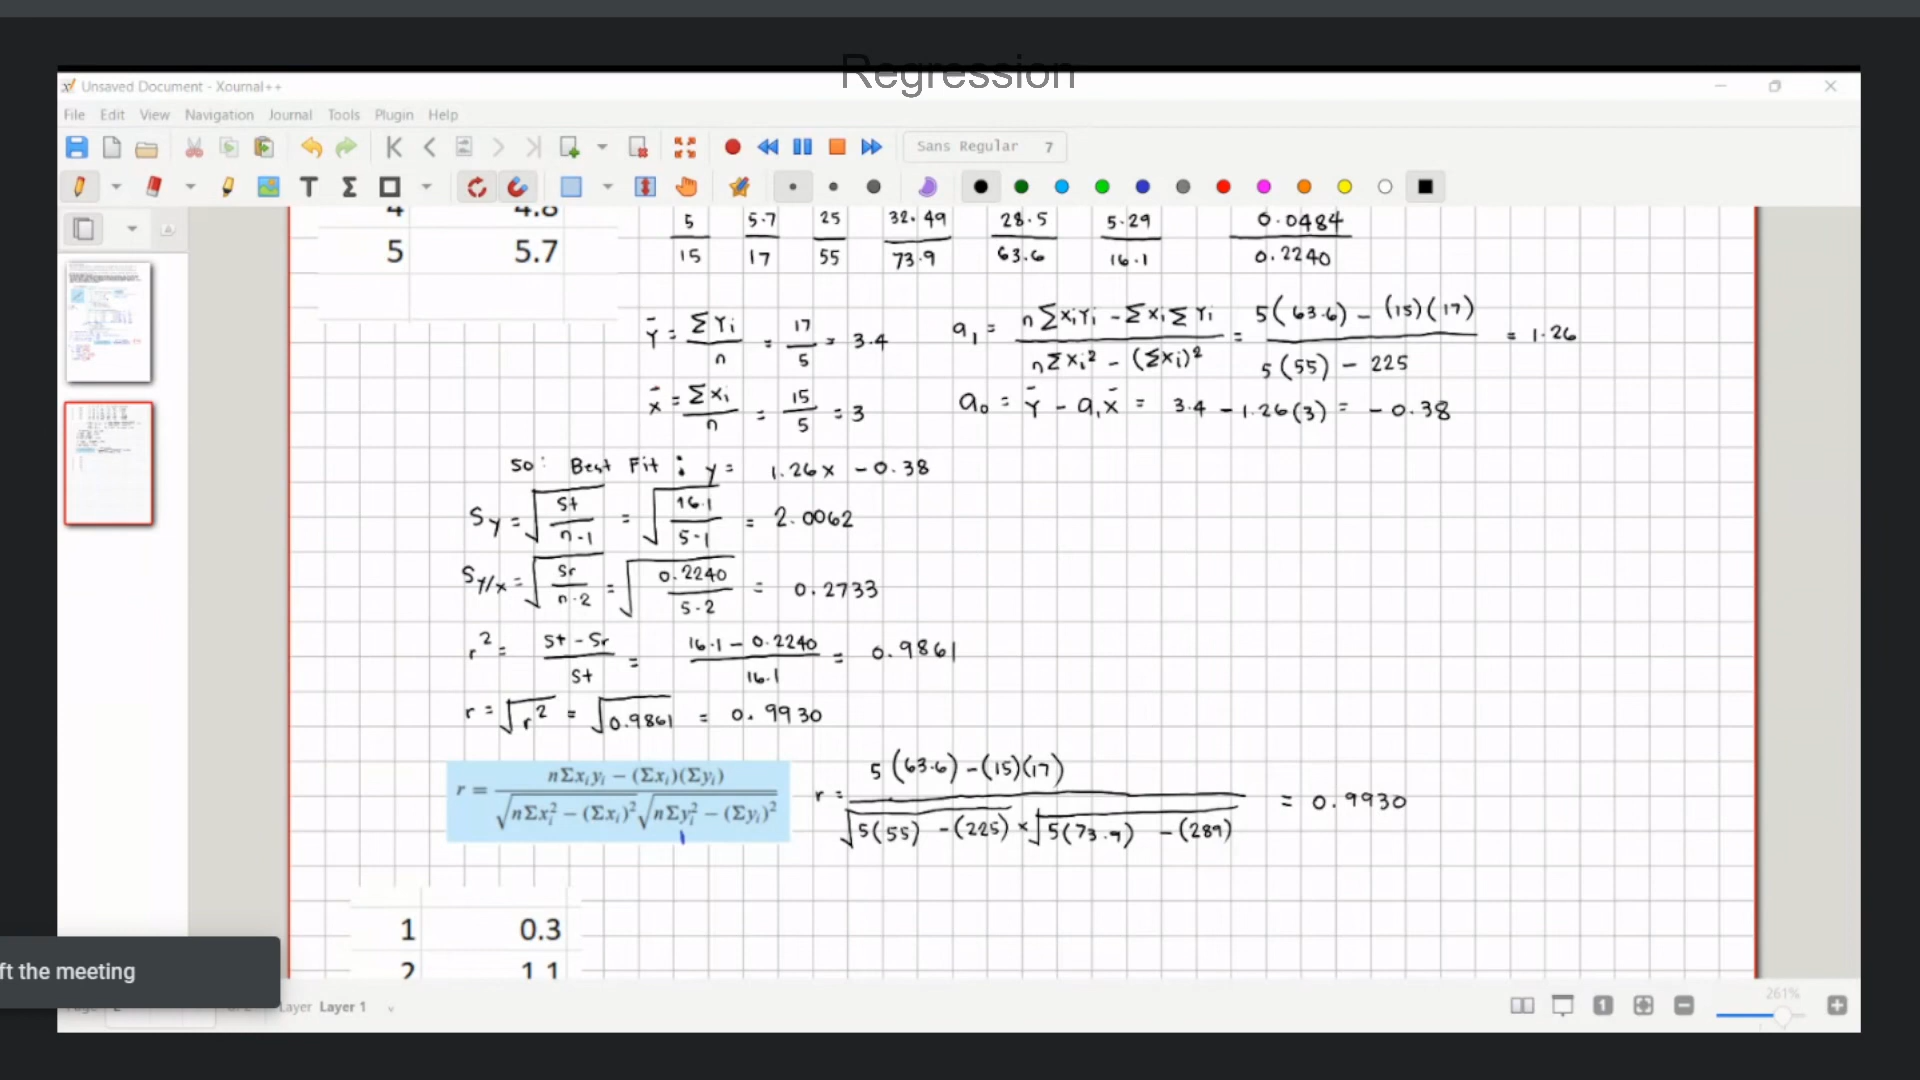 Regression
Unsaved Document - Xournal++
File Edit View Navigation Journal Tools Plugin Help
Sans Regular 7
4 4.8
5 5.7
5 5.7 25 32.49 28.5 5.29 0.0484
15 17 55 73.9 63.6 16.1 0.2240
Ȳ = ΣYi / n = 17 / 5 = 3.4
a1 = nΣXiYi - ΣXiΣYi / nΣXi² - (ΣXi)² = 5(63.6) - (15)(17) / 5(55) - 225 = 1.26
x̄ = ΣXi / n = 15 / 5 = 3
a0 = Ȳ - a1X̄ = 3.4 - 1.26(3) = -0.38
So: Best Fit : y = 1.26x - 0.38
Sy = √(St / n-1) = √(16.1 / 5-1) = 2.0062
Sy/x = √(Sr / n-2) = √(0.2240 / 5-2) = 0.2733
r² = St - Sr / St = 16.1 - 0.2240 / 16.1 = 0.9861
r = √r² = √0.9861 = 0.9930
r = nΣxiyi − (Σxi)(Σyi) / √nΣxi² − (Σxi)² √nΣyi² − (Σyi)²
r = 5(63.6) - (15)(17) / √5(55) - (225) × √5(73.9) - (289) = 0.9930
1 0.3
2 1.1
ft the meeting
Layer Layer 1
261%